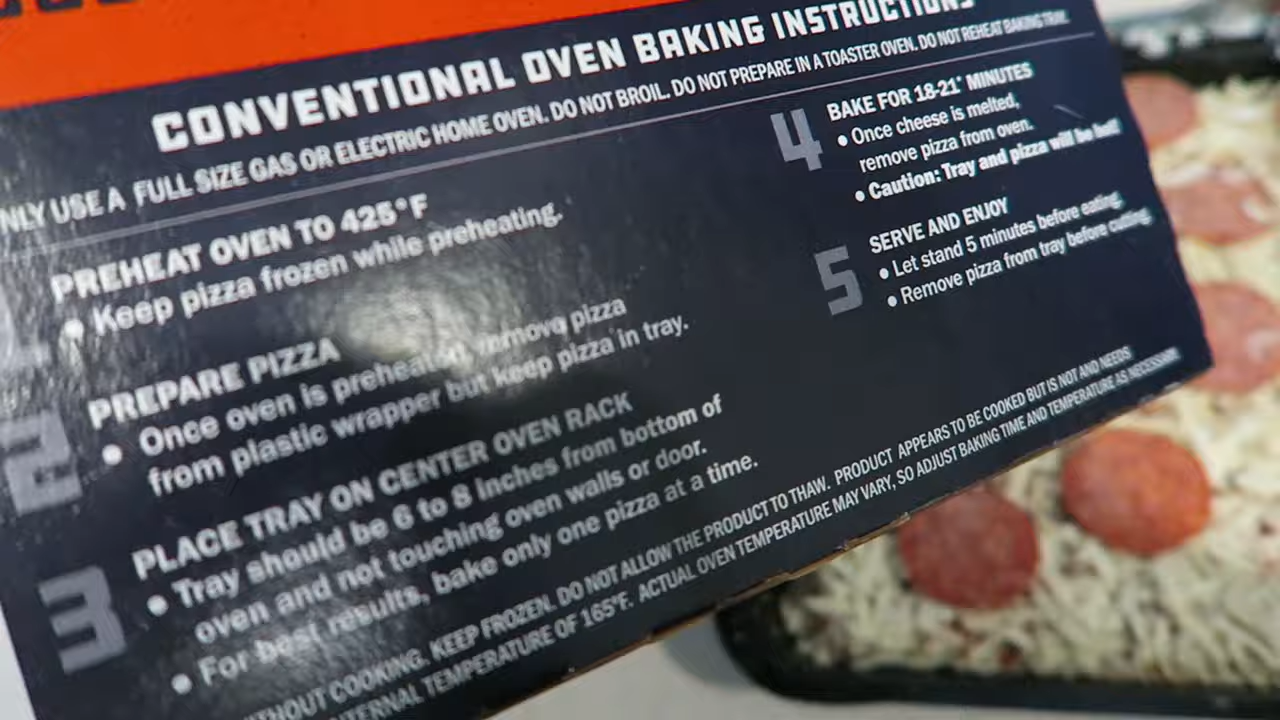 CONVENTIONAL OVEN BAKING INSTRUCTIONS
USE A FULL SIZE GAS OR ELECTRIC HOME OVEN. DO NOT BROIL. DO NOT PREPARE IN A TOASTER OVEN. DO NOT REHEAT BAKING TRAY.
1 PREHEAT OVEN TO 425°F
• Keep pizza frozen while preheating.
2 PREPARE PIZZA
• Once oven is preheated, remove pizza
from plastic wrapper but keep pizza in tray.
3 PLACE TRAY ON CENTER OVEN RACK
• Tray should be 6 to 8 inches from bottom of
oven and not touching oven walls or door.
• For best results, bake only one pizza at a time.
4 BAKE FOR 18-21* MINUTES
• Once cheese is melted,
remove pizza from oven.
• Caution: Tray and pizza will be hot!
5 SERVE AND ENJOY
• Let stand 5 minutes before eating.
• Remove pizza from tray before cutting.
COOKING. KEEP FROZEN. DO NOT ALLOW THE PRODUCT TO THAW. PRODUCT APPEARS TO BE COOKED BUT IS NOT AND NEEDS
TEMPERATURE OF 165°F. ACTUAL OVEN TEMPERATURE MAY VARY, SO ADJUST BAKING TIME AND TEMPERATURE AS NECESSARY.